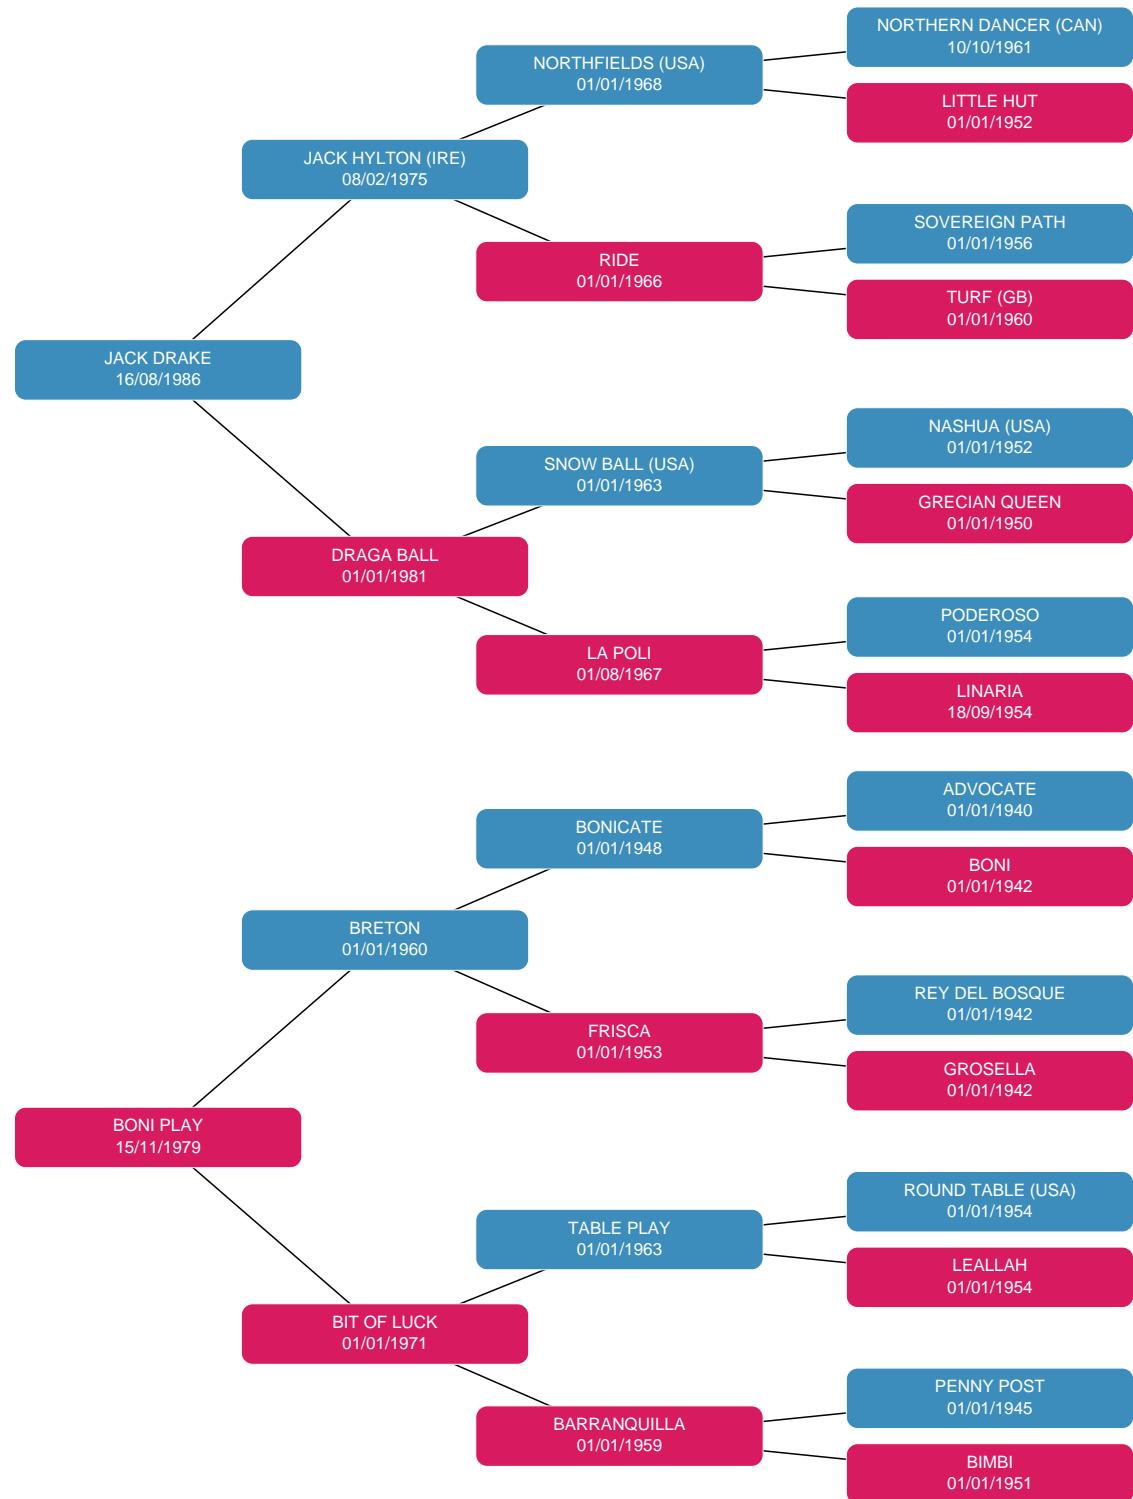 NORTHERN DANCER (CAN)
10/10/1961
NORTHFIELDS (USA)
01/01/1968
LITTLE HUT
01/01/1952
JACK HYLTON (IRE)
08/02/1975
SOVEREIGN PATH
01/01/1956
RIDE
01/01/1966
TURF (GB)
01/01/1960
JACK DRAKE
16/08/1986
NASHUA (USA)
01/01/1952
SNOW BALL (USA)
01/01/1963
GRECIAN QUEEN
01/01/1950
DRAGA BALL
01/01/1981
PODEROSO
01/01/1954
LA POLI
01/08/1967
LINARIA
18/09/1954
ADVOCATE
01/01/1940
BONICATE
01/01/1948
BONI
01/01/1942
BRETON
01/01/1960
REY DEL BOSQUE
01/01/1942
FRISCA
01/01/1953
GROSELLA
01/01/1942
BONI PLAY
15/11/1979
ROUND TABLE (USA)
01/01/1954
TABLE PLAY
01/01/1963
LEALLAH
01/01/1954
BIT OF LUCK
01/01/1971
PENNY POST
01/01/1945
BARRANQUILLA
01/01/1959
BIMBI
01/01/1951